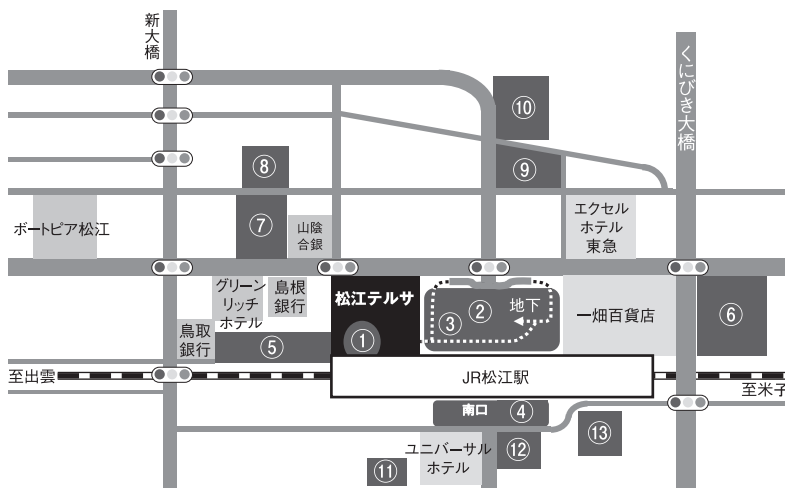 新大橋
くにびき大橋
⑩
⑨
⑧
⑦
ボートピア松江
山陰
合銀
エクセル
ホテル
東急
グリーン
リッチ
ホテル
島根
銀行
松江テルサ
①
②
③
地下
一畑百貨店
⑥
鳥取
銀行
⑤
至出雲
JR松江駅
至米子
南口
④
⑬
⑫
ユニバーサル
ホテル
⑪